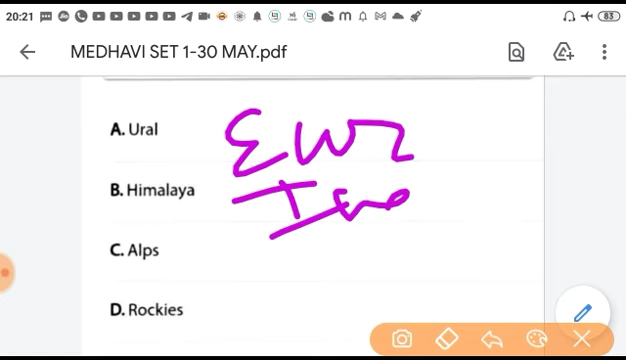 20:21 83
MEDHAVI SET 1-30 MAY.pdf
A. Ural
B. Himalaya
C. Alps
D. Rockies